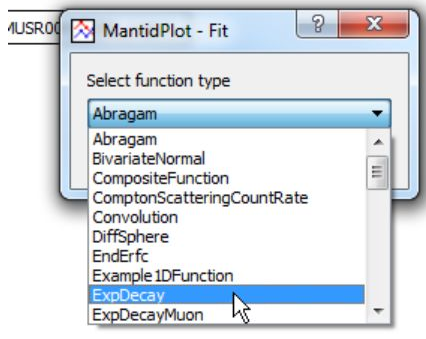 MUSR00
MantidPlot - Fit
Select function type
Abragam
Abragam
BivariateNormal
CompositeFunction
ComptonScatteringCountRate
Convolution
DiffSphere
EndErfc
Example1DFunction
ExpDecay
ExpDecayMuon